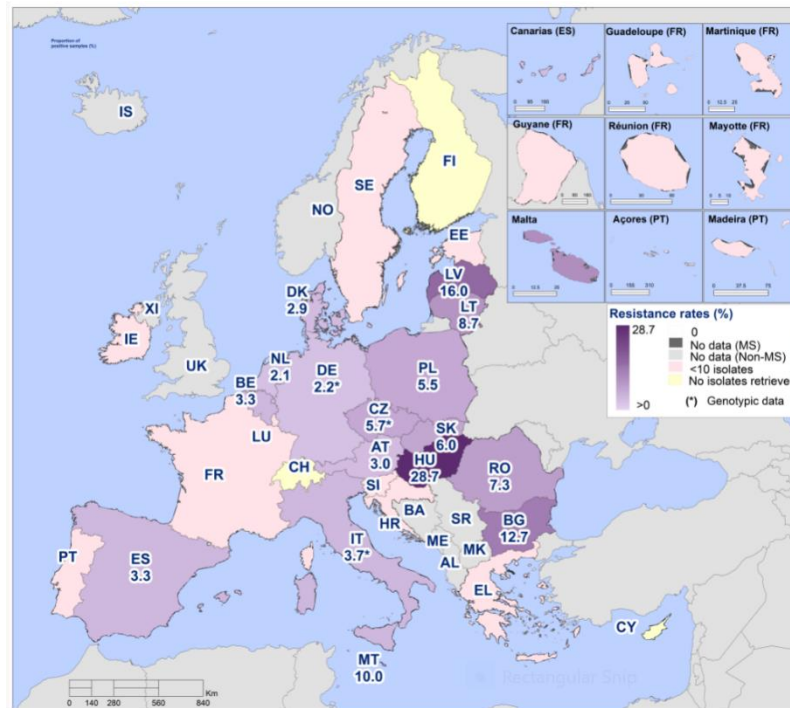 Proportion of
positive samples (%)
Canarias (ES)
Guadeloupe (FR)
Martinique (FR)
Guyane (FR)
Réunion (FR)
Mayotte (FR)
Malta
Açores (PT)
Madeira (PT)
IS
FI
SE
NO
EE
LV
16.0
DK
2.9
LT
8.7
XI
IE
UK
NL
2.1
DE
2.2*
PL
5.5
BE
3.3
CZ
5.7*
LU
SK
6.0
AT
3.0
HU
28.7
CH
FR
SI
RO
7.3
BA
HR
SR
BG
12.7
IT
3.7*
ME
MK
AL
PT
ES
3.3
EL
CY
MT
10.0
Resistance rates (%)
28.7
>0
0
No data (MS)
No data (Non-MS)
<10 isolates
No isolates retrieve
(*) Genotypic data
Rectangular Snip
Km
0 140 280 560 840